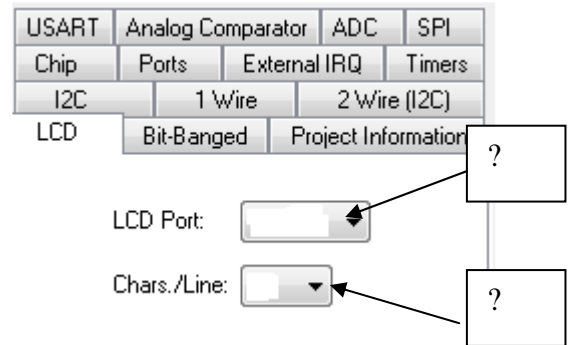 USART Analog Comparator ADC SPI
Chip Ports External IRQ Timers
I2C 1 Wire 2 Wire (I2C)
LCD Bit-Banged Project Information
?
LCD Port:
Chars./Line:
?